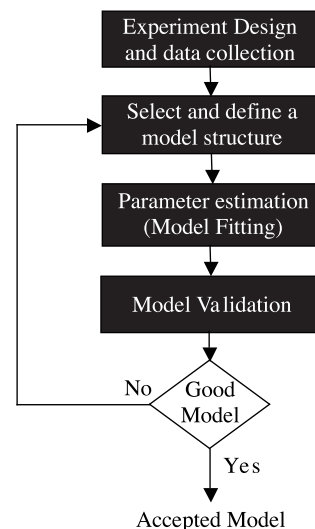 Experiment Design
and data collection
Select and define a
model structure
Parameter estimation
(Model Fitting)
Model Validation
No
Good
Model
Yes
Accepted Model